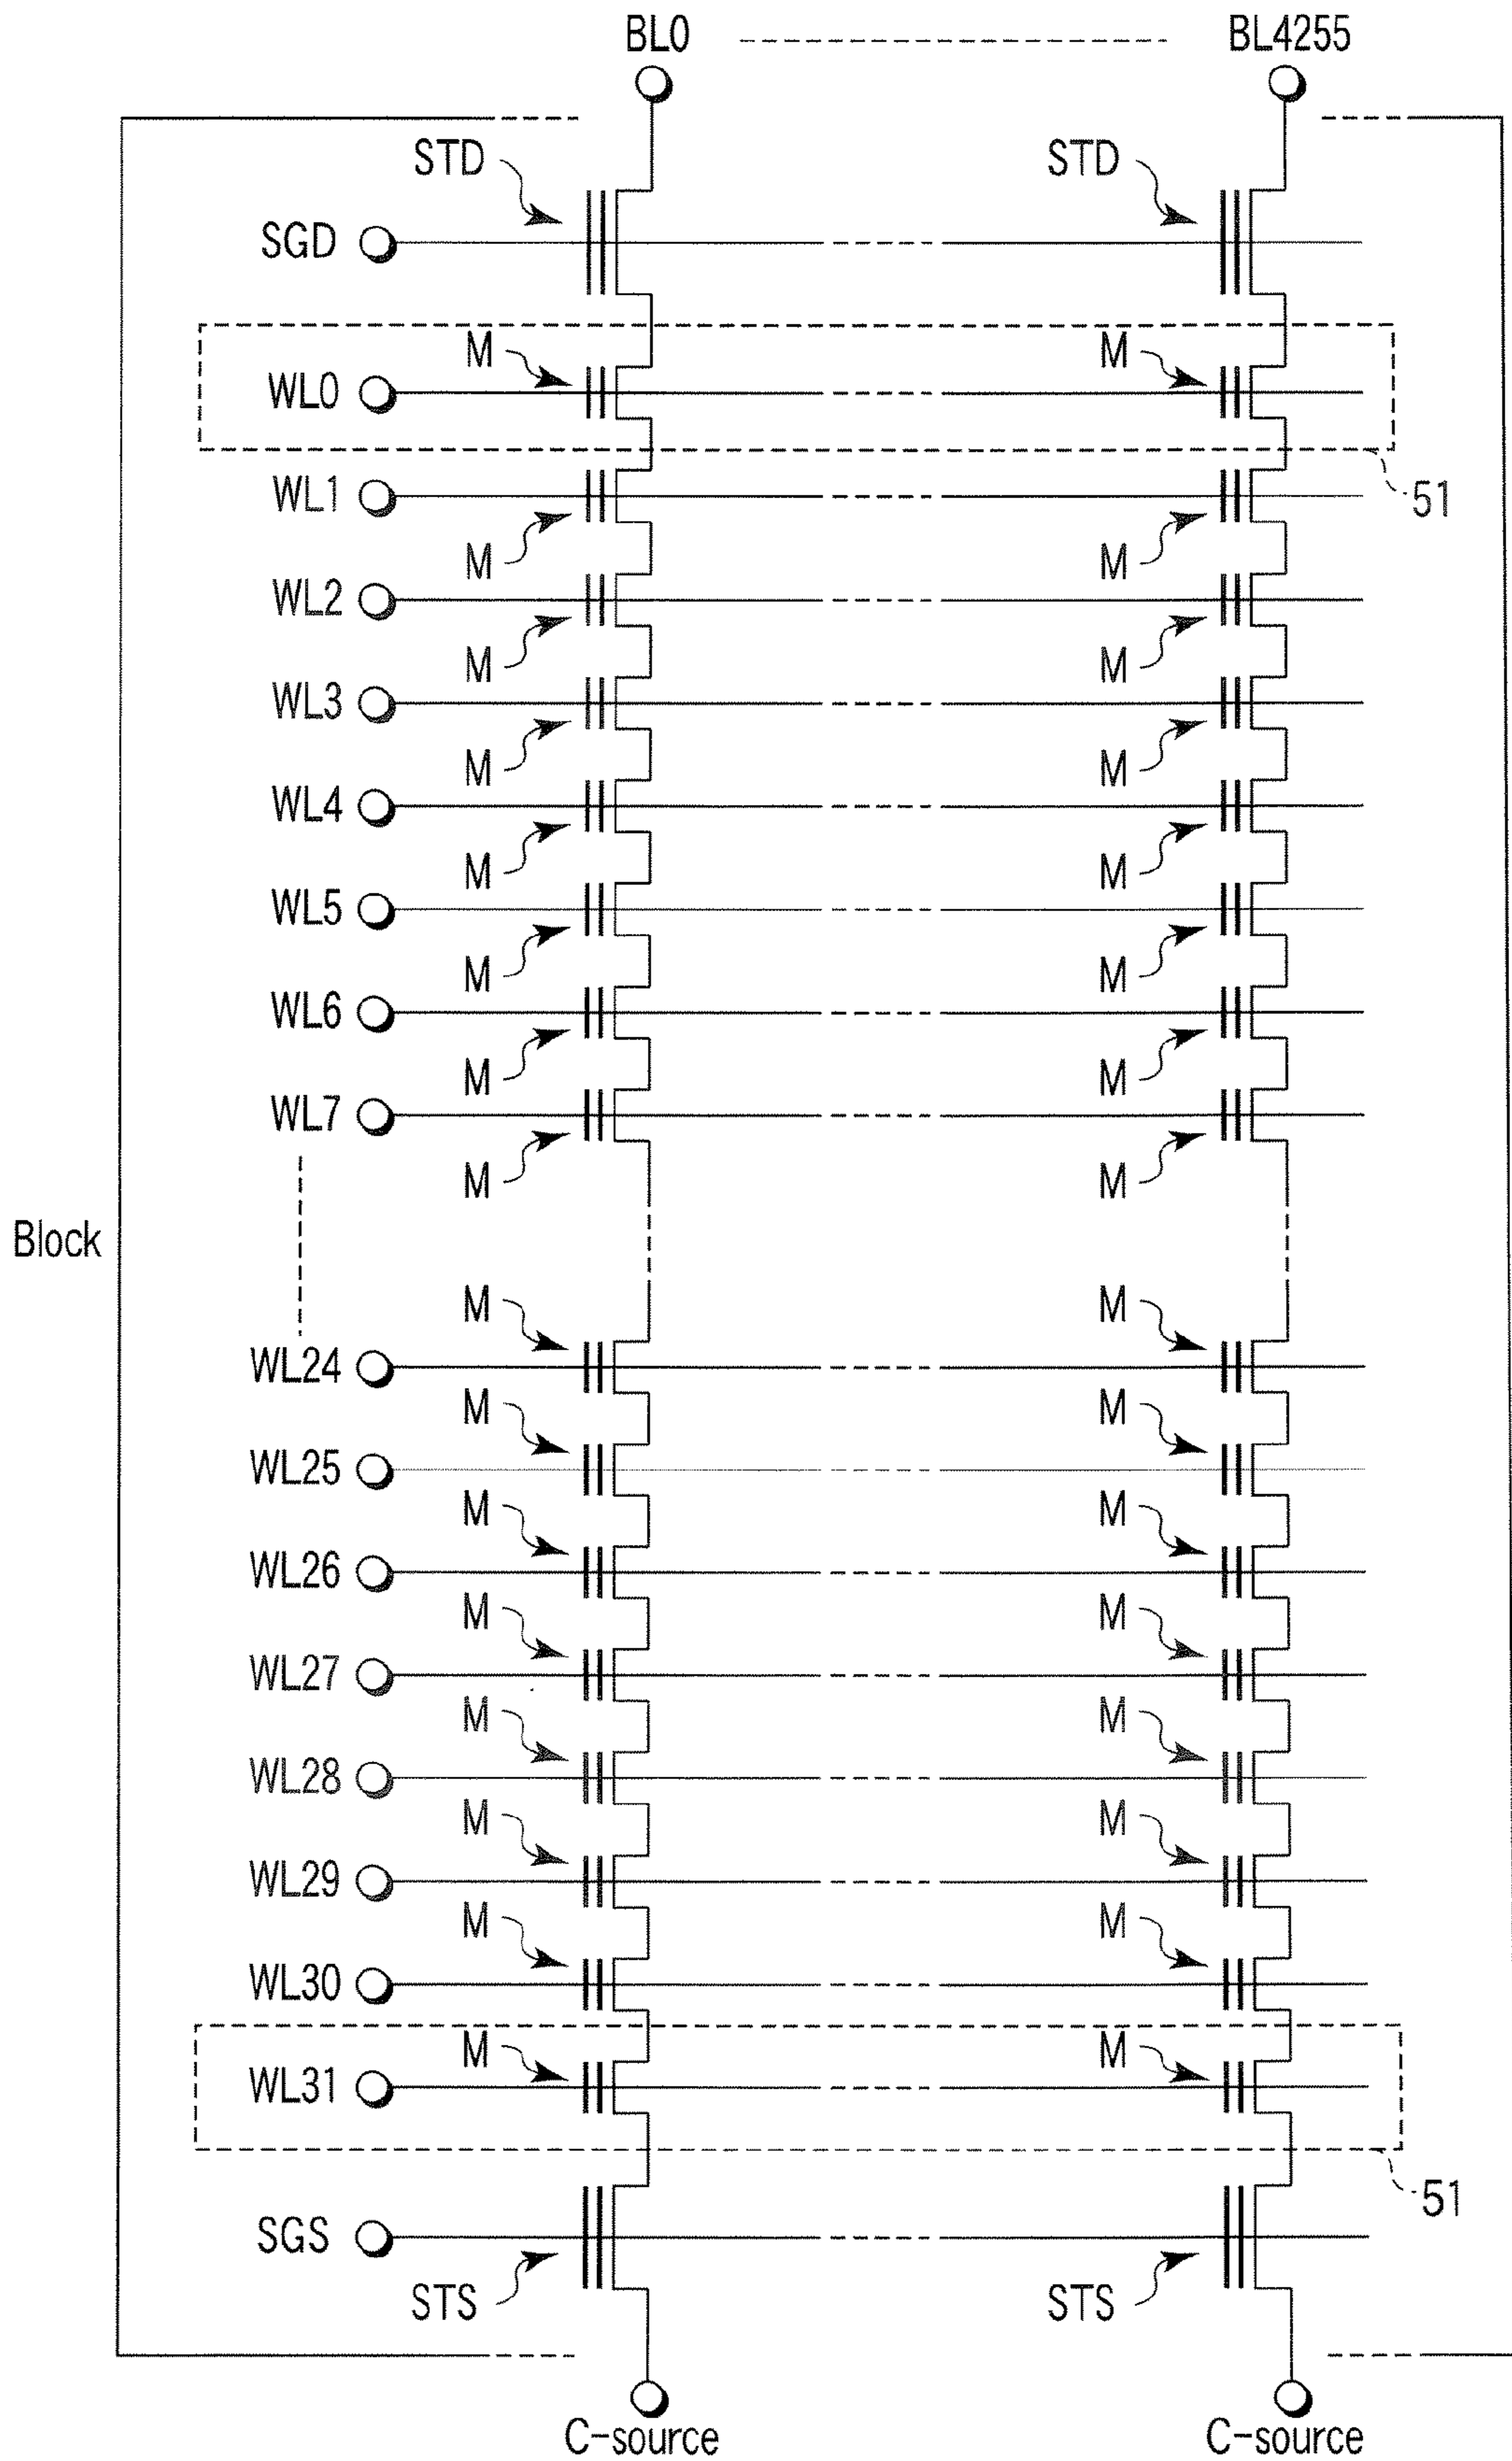 BL0 BL4255
STD STD
SGD
M M
WL0
WL1
51
M M
WL2
M M
WL3
M M
WL4
M M
WL5
M M
WL6
M M
WL7
M M
Block
M M
WL24
M M
WL25
M M
WL26
M M
WL27
M M
WL28
M M
WL29
M M
WL30
M M
WL31
51
SGS
STS STS
C-source C-source